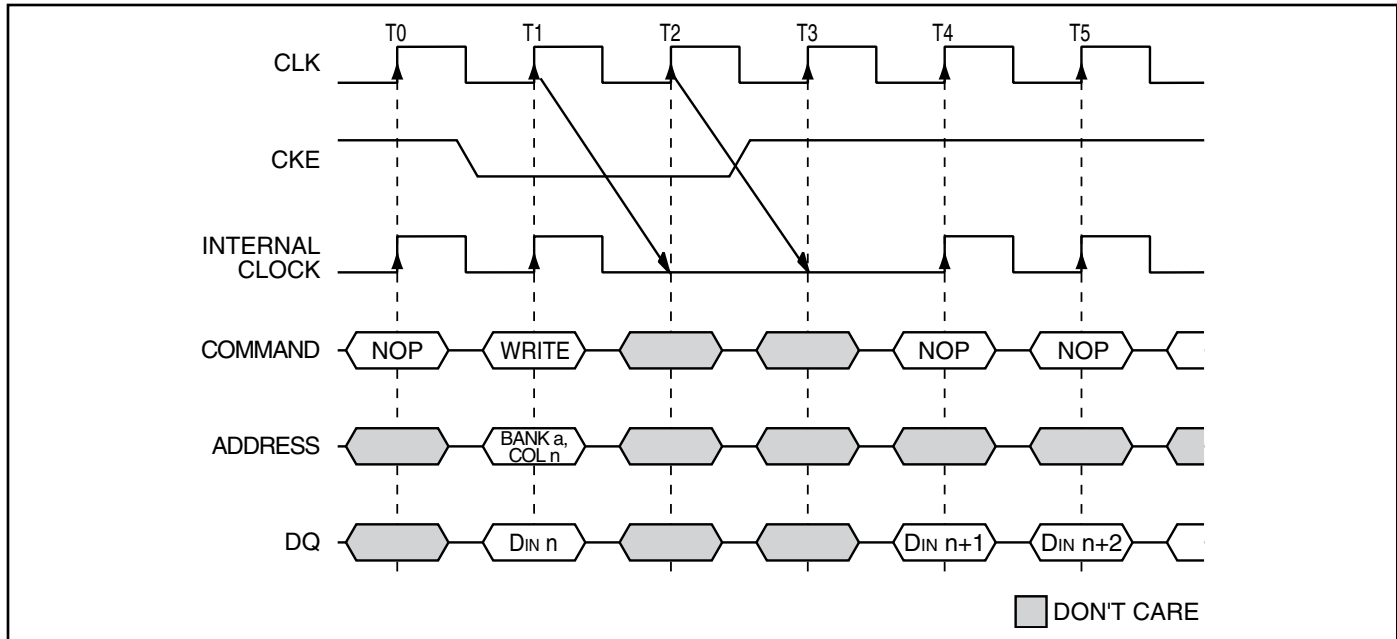 T0 T1 T2 T3 T4 T5
CLK
CKE
INTERNAL
CLOCK
COMMAND NOP WRITE NOP NOP
BANK a,
ADDRESS
COL n
DQ DIN n DIN n+1 DIN n+2
DON'T CARE